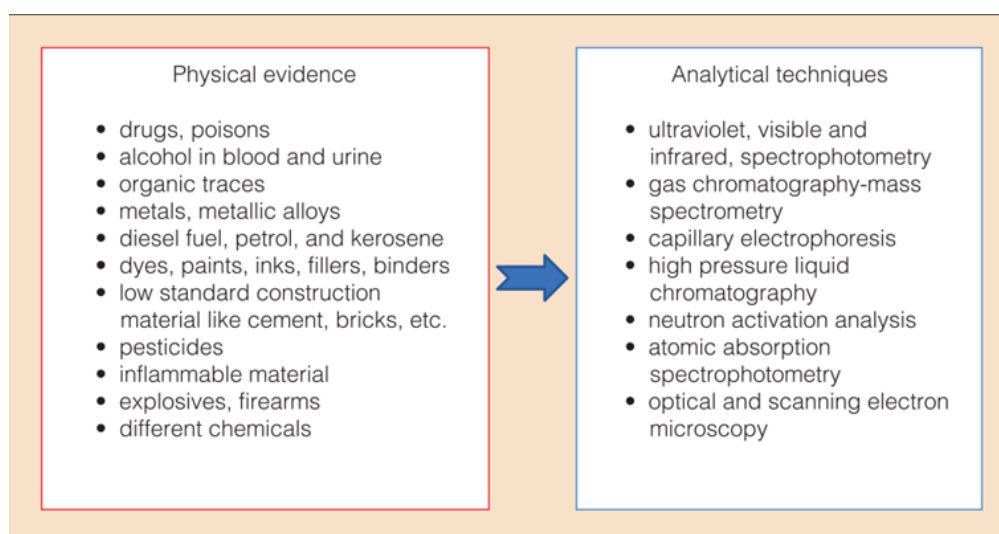 Physical evidence
• drugs, poisons
• alcohol in blood and urine
• organic traces
• metals, metallic alloys
• diesel fuel, petrol, and kerosene
• dyes, paints, inks, fillers, binders
• low standard construction
material like cement, bricks, etc.
• pesticides
• inflammable material
• explosives, firearms
• different chemicals
Analytical techniques
• ultraviolet, visible and
infrared, spectrophotometry
• gas chromatography-mass
spectrometry
• capillary electrophoresis
• high pressure liquid
chromatography
• neutron activation analysis
• atomic absorption
spectrophotometry
• optical and scanning electron
microscopy